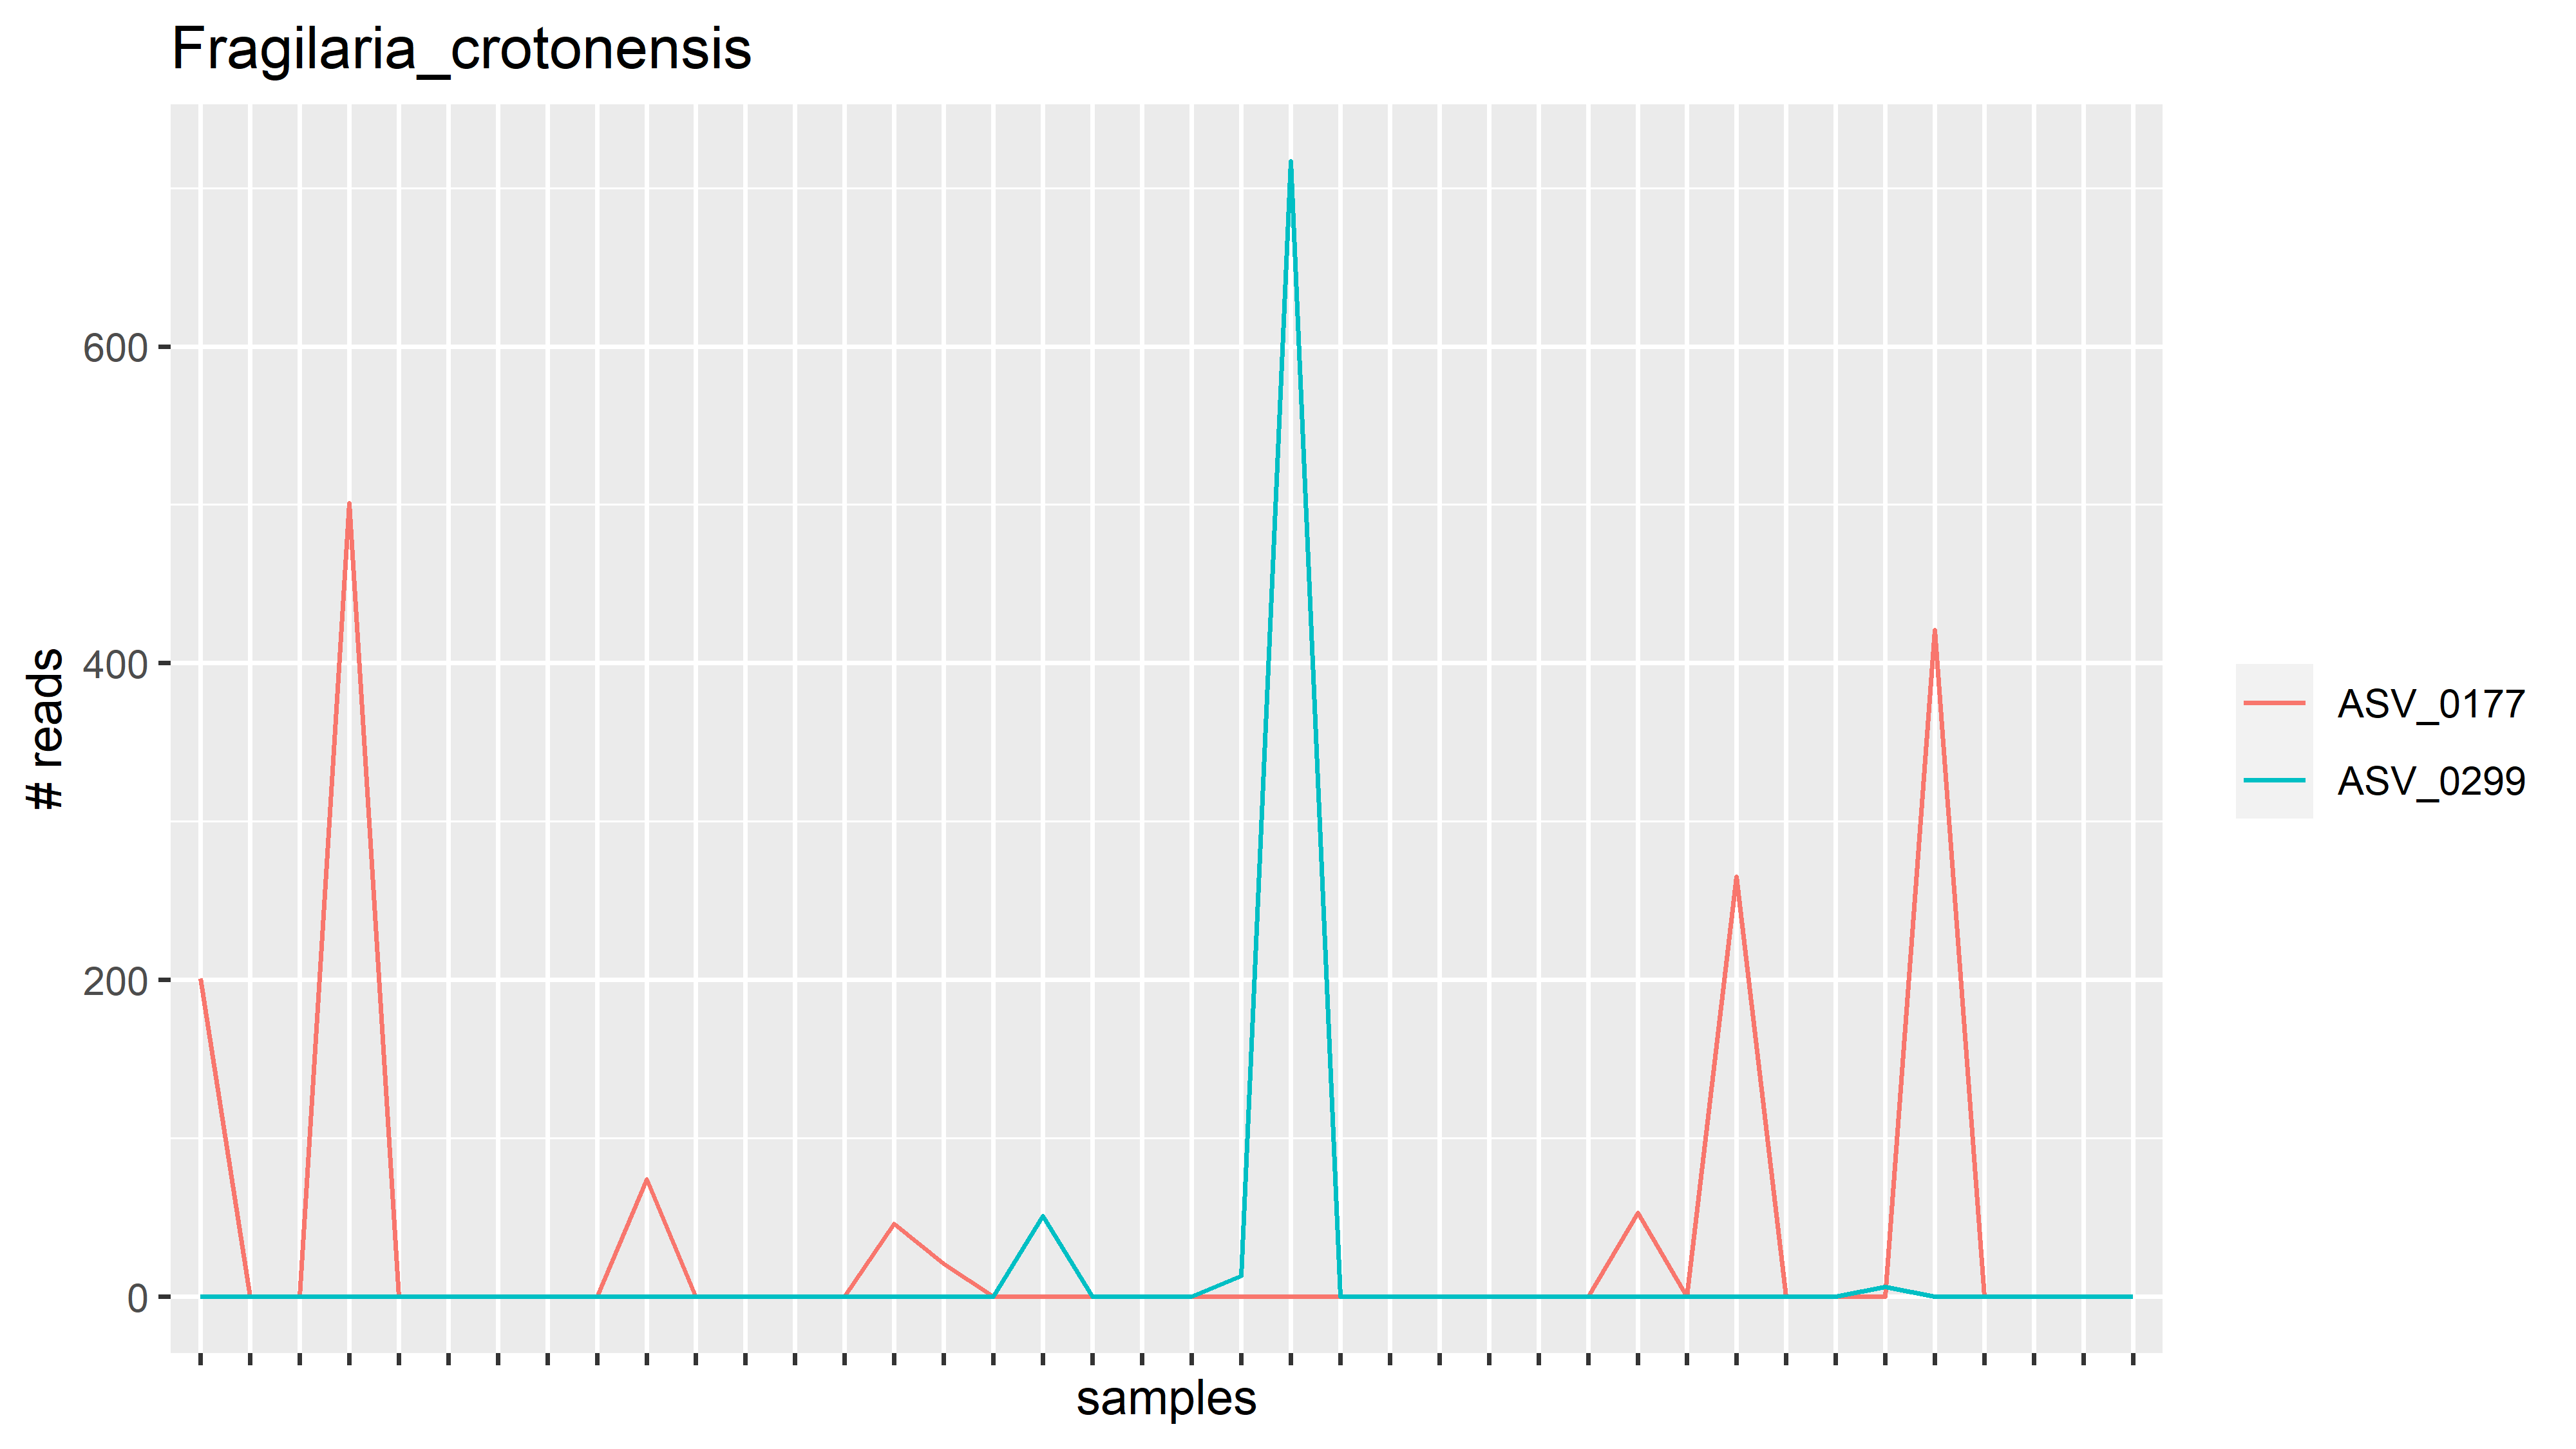 Fragilaria_crotonensis
# reads
600
400
200
0
samples
ASV_0177
ASV_0299